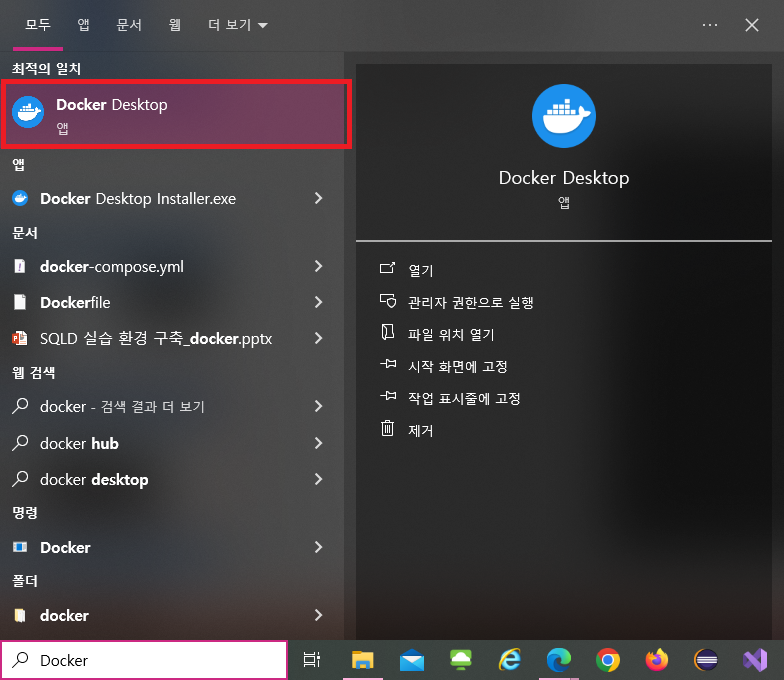 모두
앱
문서
웹
더 보기
최적의 일치
Docker Desktop
앱
앱
Docker Desktop Installer.exe
문서
docker-compose.yml
Dockerfile
SQLD 실습 환경 구축_docker.pptx
웹 검색
docker - 검색 결과 더 보기
docker hub
docker desktop
명령
Docker
폴더
docker
Docker
Docker Desktop
앱
열기
관리자 권한으로 실행
파일 위치 열기
시작 화면에 고정
작업 표시줄에 고정
제거